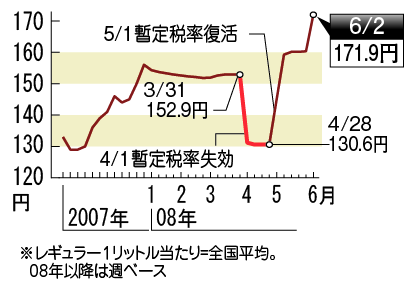 170
160
150
140
130
120
円
5/1暫定税率復活
6/2
171.9円
3/31
152.9円
4/28
130.6円
4/1暫定税率失効
1
2
3
4
5
6月
2007年
08年
※レギュラー1リットル当たり=全国平均。
08年以降は週ベース